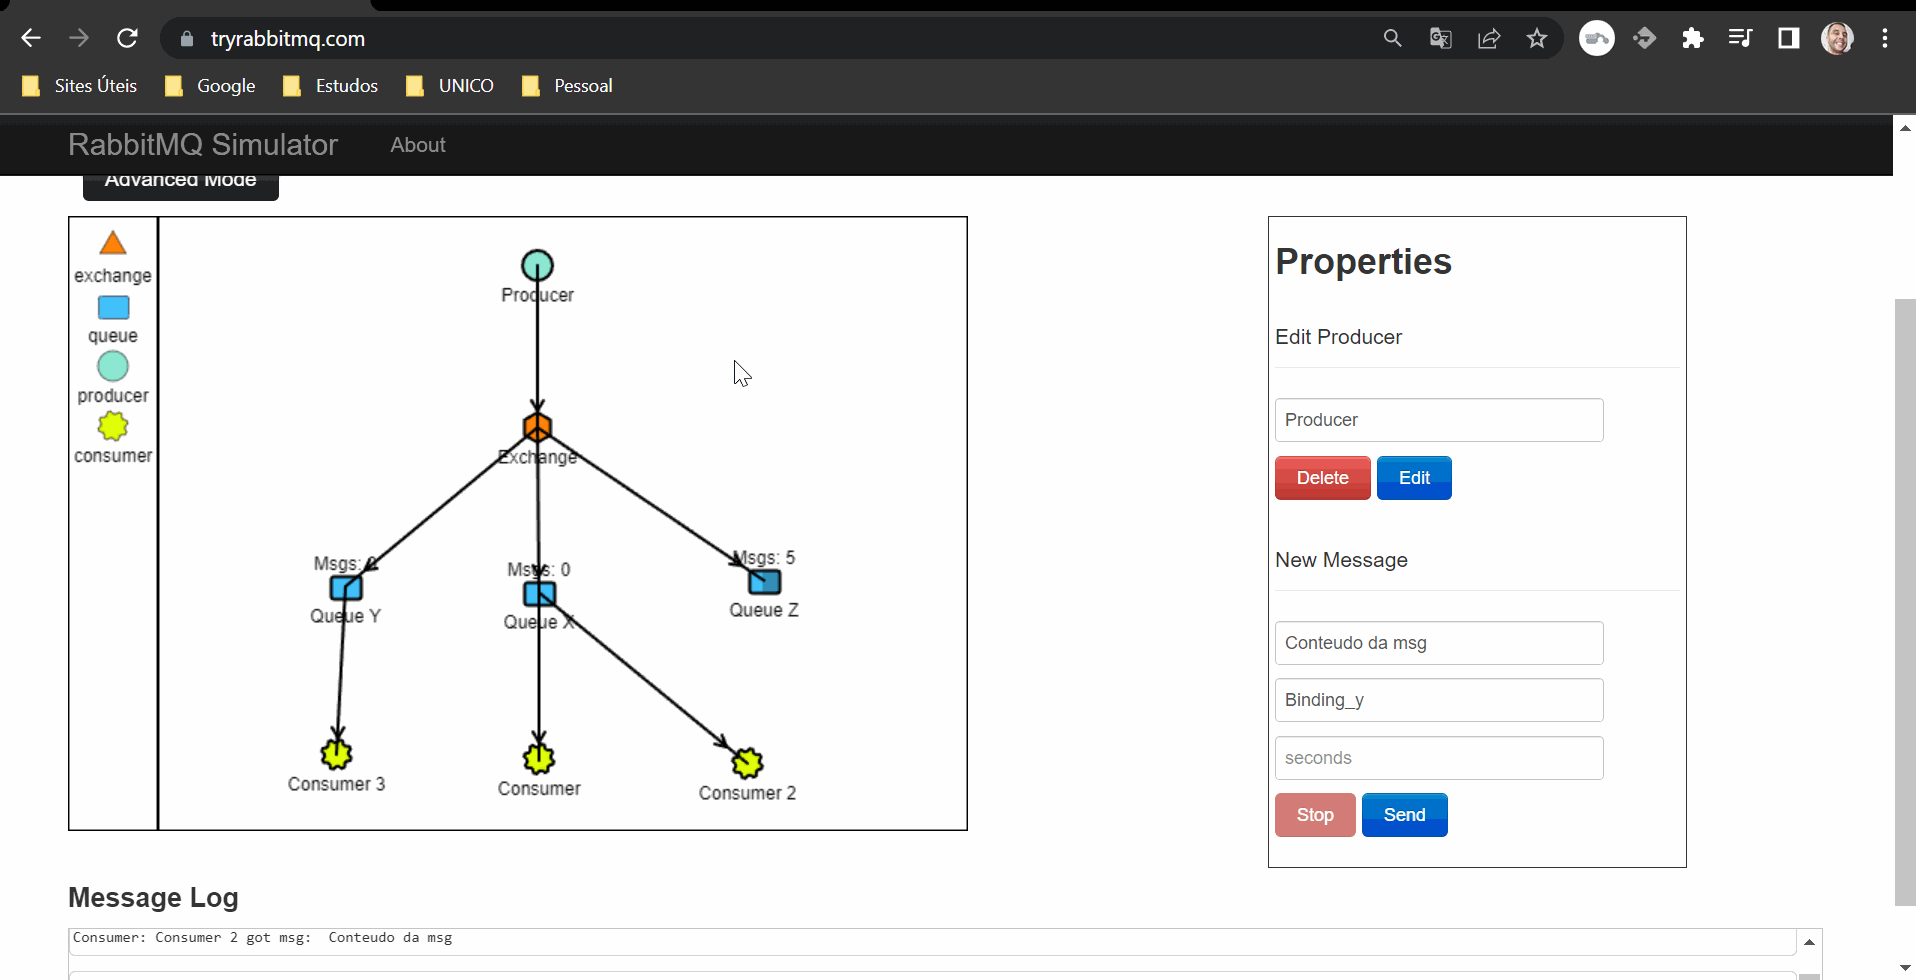 tryrabbitmq.com
Sites Úteis
Google
Estudos
UNICO
Pessoal
RabbitMQ Simulator
About
Advanced Mode
exchange
queue
producer
consumer
Producer
Exchange
Msgs: 0
Queue Y
Msgs: 0
Queue X
Msgs: 5
Queue Z
Consumer 3
Consumer
Consumer 2
Properties
Edit Producer
Producer
Delete
Edit
New Message
Conteudo da msg
Binding_y
seconds
Stop
Send
Message Log
Consumer: Consumer 2 got msg: Conteudo da msg